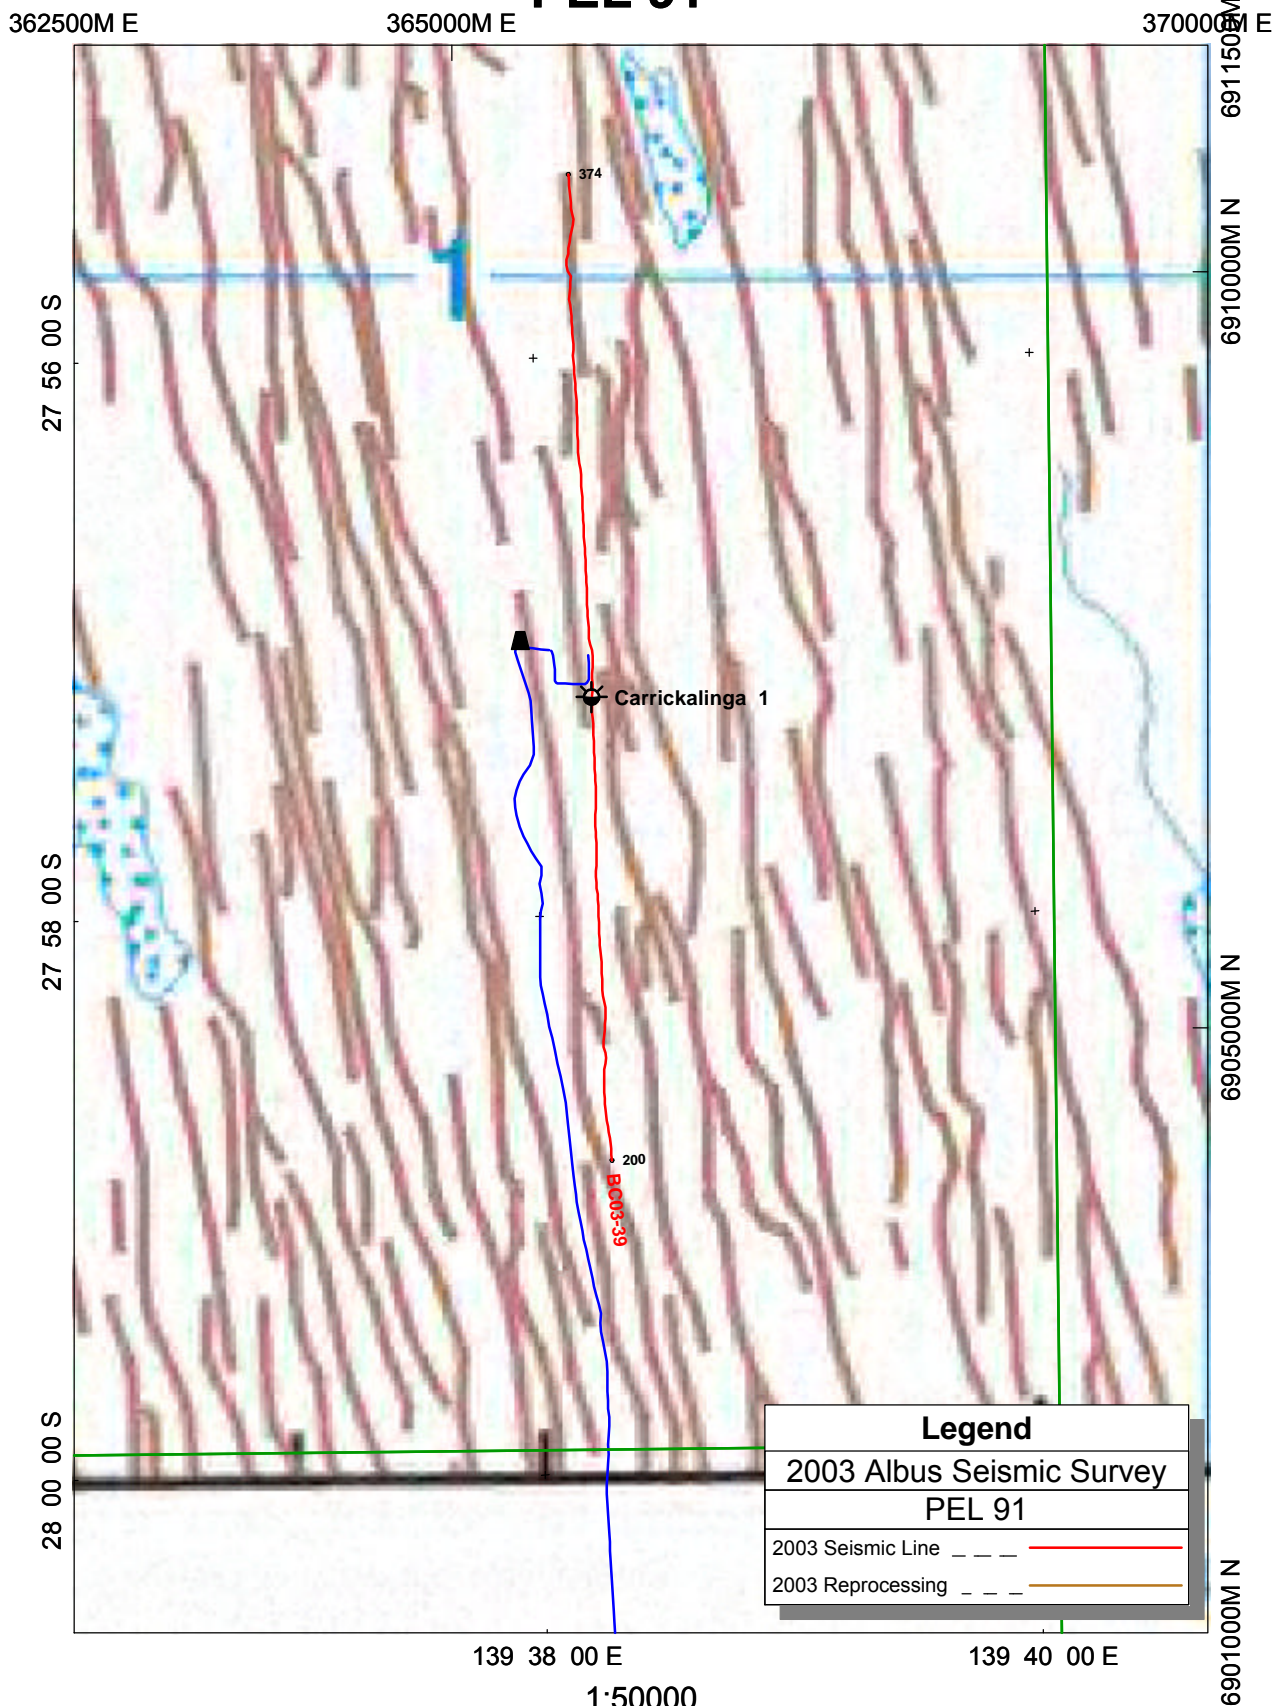 PEL 91
362500M E
365000M E
370000M E
6911500M N
374
6910000M N
27 56 00 S
Carrickalinga 1
27 58 00 S
6905000M N
200
BC03-39
28 00 00 S
Legend
2003 Albus Seismic Survey
PEL 91
2003 Seismic Line _ _ _
2003 Reprocessing _ _ _
6901000M N
139 38 00 E
139 40 00 E
1:50000